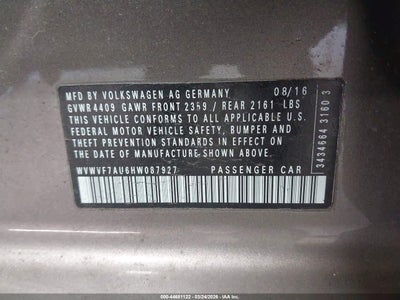 MFD BY VOLKSWAGEN AG GERMANY 08/16
GVWR 4409 GAWR FRONT 2359 / REAR 2161 LBS
THIS VEHICLE CONFORMS TO ALL APPLICABLE U.S.
FEDERAL MOTOR VEHICLE SAFETY, BUMPER, AND
THEFT PREVENTION STANDARDS IN EFFECT ON THE
DATE OF MANUFACTURE SHOWN ABOVE.
WVWVF7AU6HW087927 PASSENGER CAR
3434664 3160 3
000-44681122 - 03/24/2026 - IAA Inc.